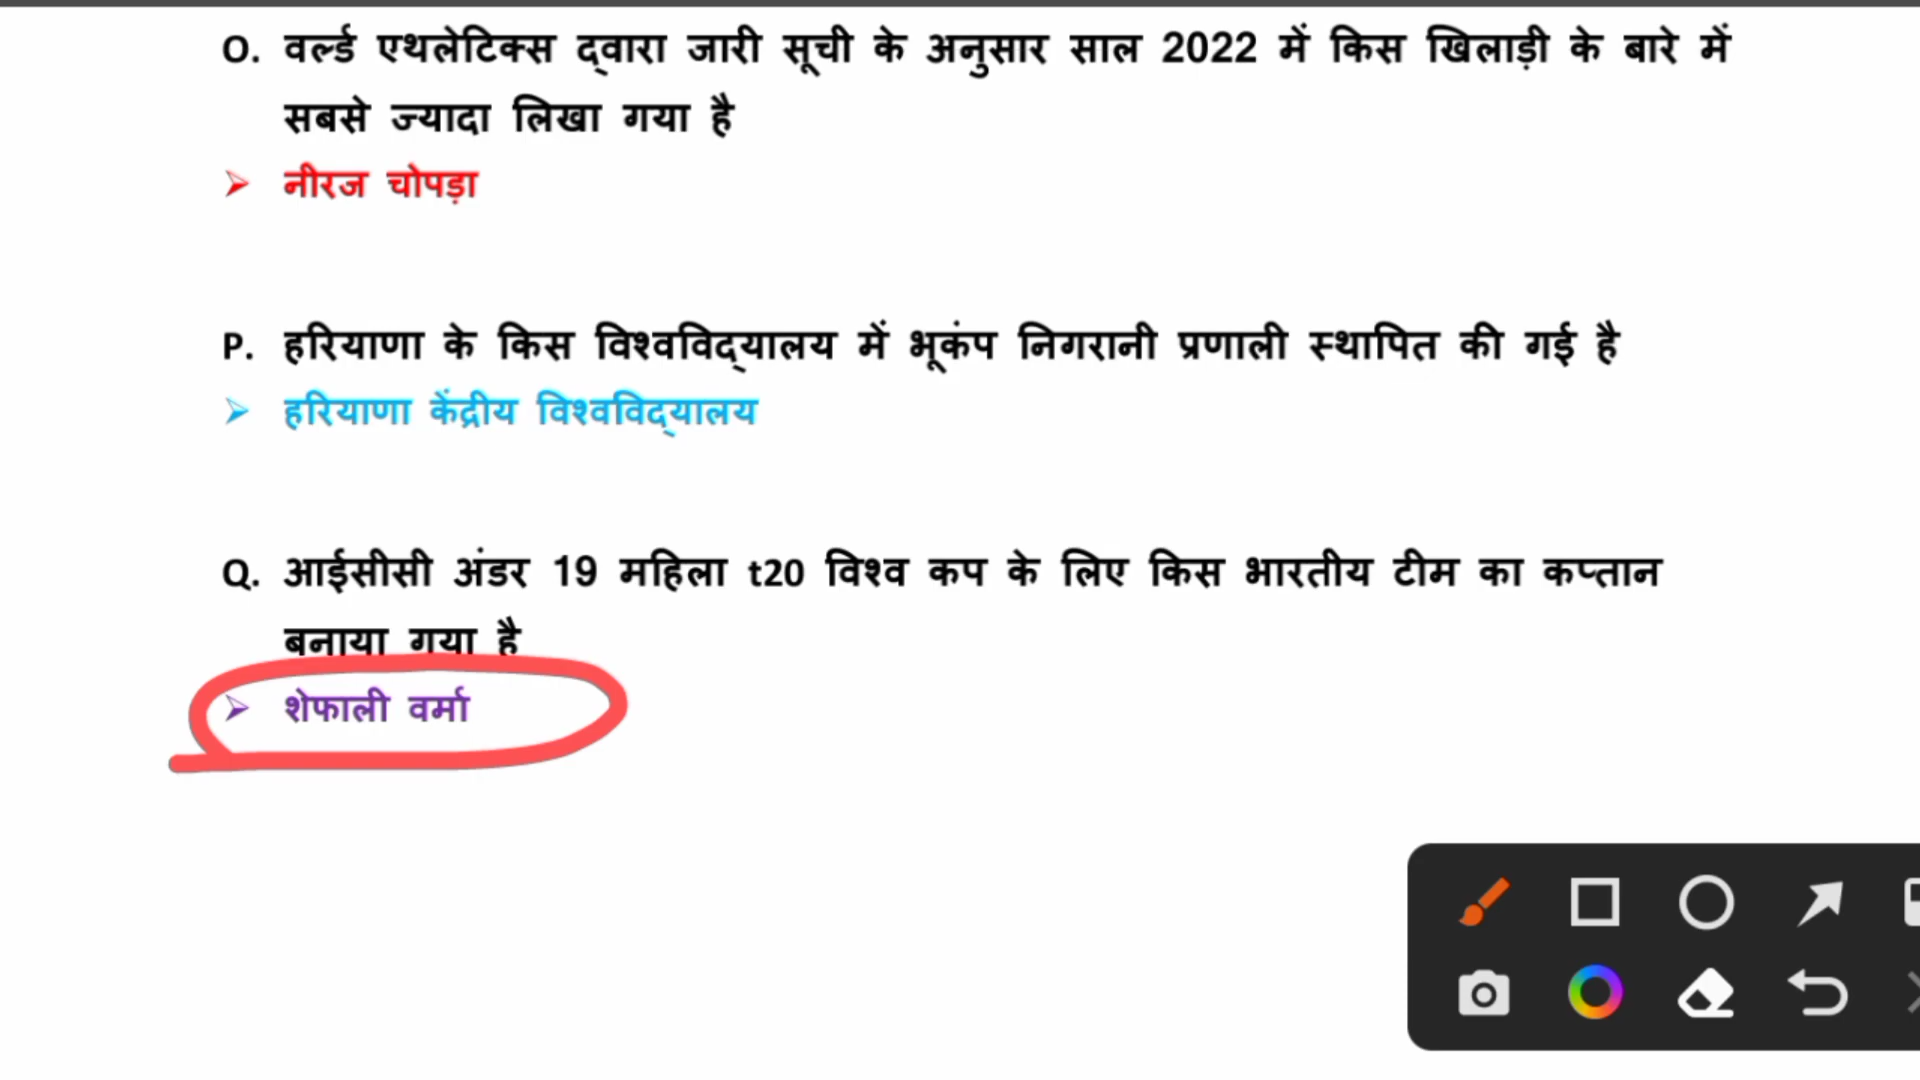 O. वर्ल्ड एथलेटिक्स द्वारा जारी सूची के अनुसार साल 2022 में किस खिलाड़ी के बारे में
सबसे ज्यादा लिखा गया है
➢ नीरज चोपड़ा
P. हरियाणा के किस विश्वविद्यालय में भूकंप निगरानी प्रणाली स्थापित की गई है
➢ हरियाणा केंद्रीय विश्वविद्यालय
Q. आईसीसी अंडर 19 महिला t20 विश्व कप के लिए किस भारतीय टीम का कप्तान
बनाया गया है
➢ शेफाली वर्मा